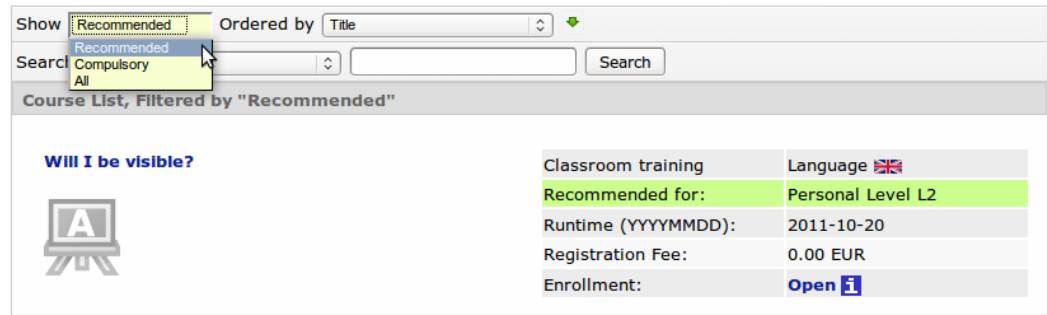 Show Recommended Ordered by Title
Recommended
Search Compulsory Search
All
Course List, Filtered by "Recommended"
Will I be visible?
A
Classroom training Language
Recommended for: Personal Level L2
Runtime (YYYYMMDD): 2011-10-20
Registration Fee: 0.00 EUR
Enrollment: Open i